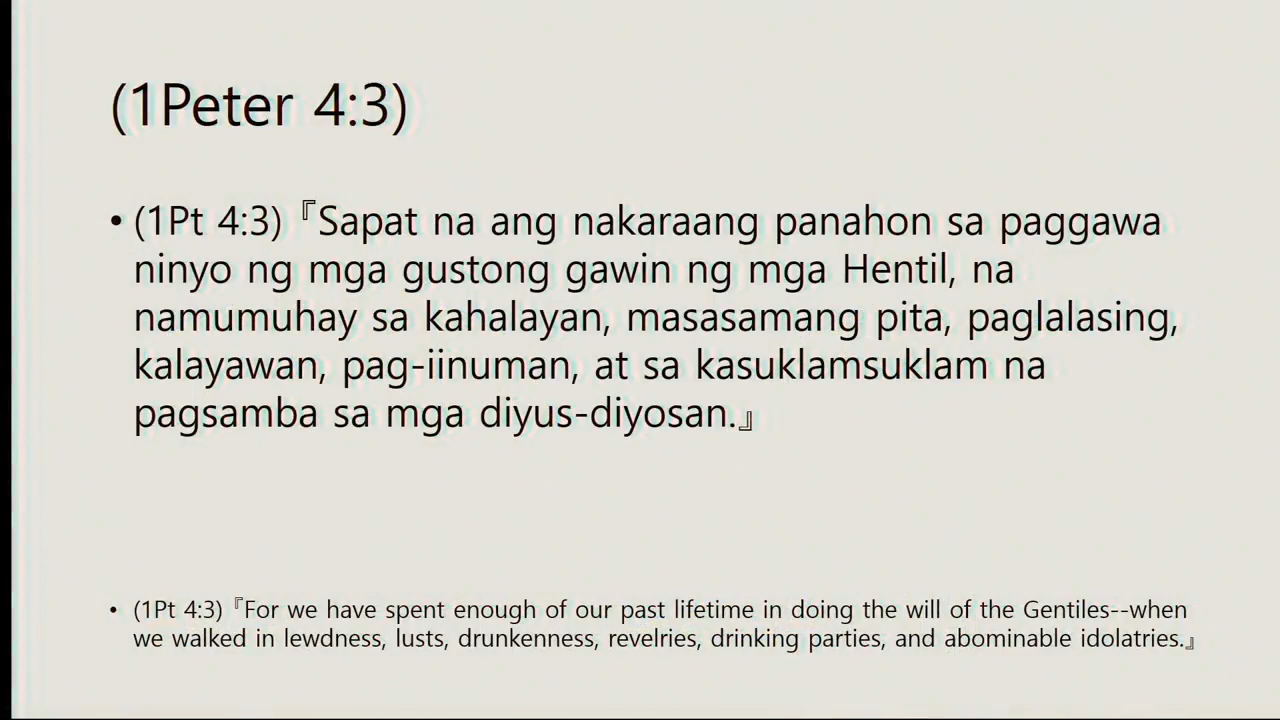 (1Peter 4:3)
• (1Pt 4:3)『Sapat na ang nakaraang panahon sa paggawa
ninyo ng mga gustong gawin ng mga Hentil, na
namumuhay sa kahalayan, masasamang pita, paglalasing,
kalayawan, pag-iinuman, at sa kasuklamsuklam na
pagsamba sa mga diyus-diyosan.』
• (1Pt 4:3)『For we have spent enough of our past lifetime in doing the will of the Gentiles--when
we walked in lewdness, lusts, drunkenness, revelries, drinking parties, and abominable idolatries.』